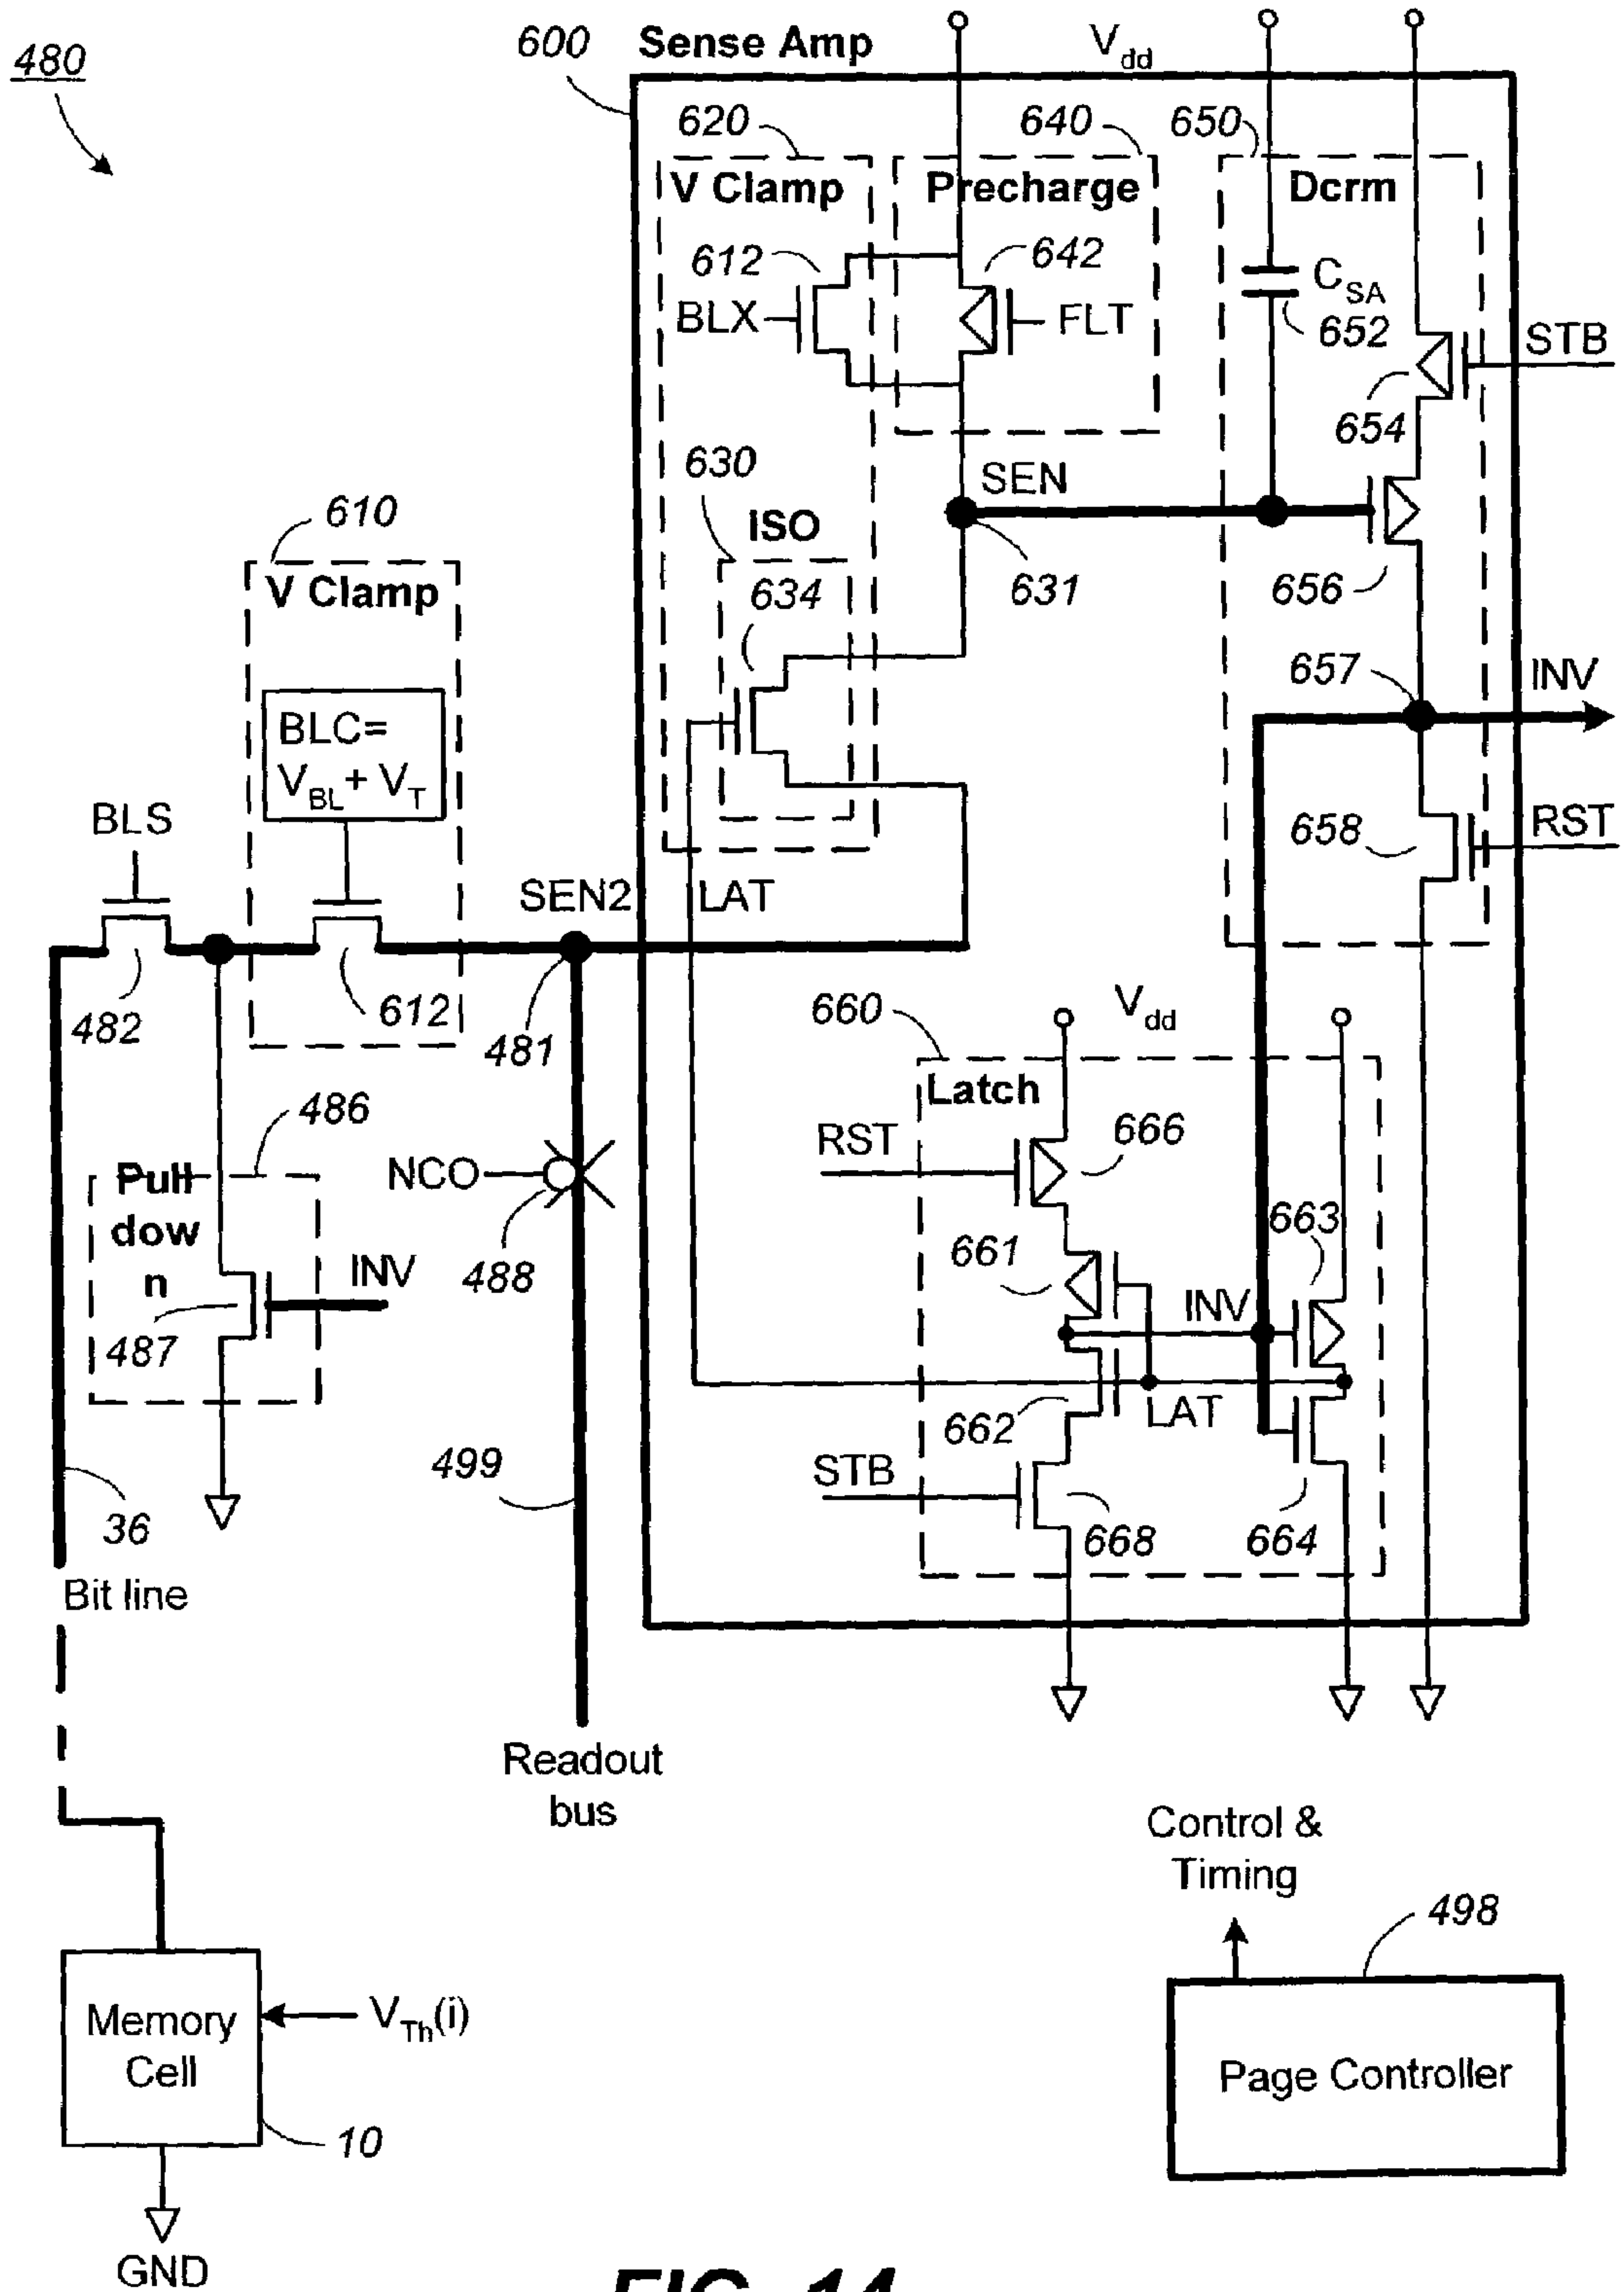 480
600
Sense Amp
Vdd
620
640
650
V Clamp
Precharge
Dcrm
612
642
CSA
BLX
FLT
652
STB
654
630
SEN
610
ISO
V Clamp
634
631
656
657
INV
BLC=
VBL + VT
BLS
658
RST
SEN2
LAT
482
612
481
660
Vdd
Latch
486
RST
666
Pull
dow
n
NCO
663
661
INV
488
INV
487
662
LAT
499
STB
36
668
664
Bit line
Readout
bus
Control &
Timing
498
Memory
Cell
VTh(i)
Page Controller
10
GND
FIG. 14